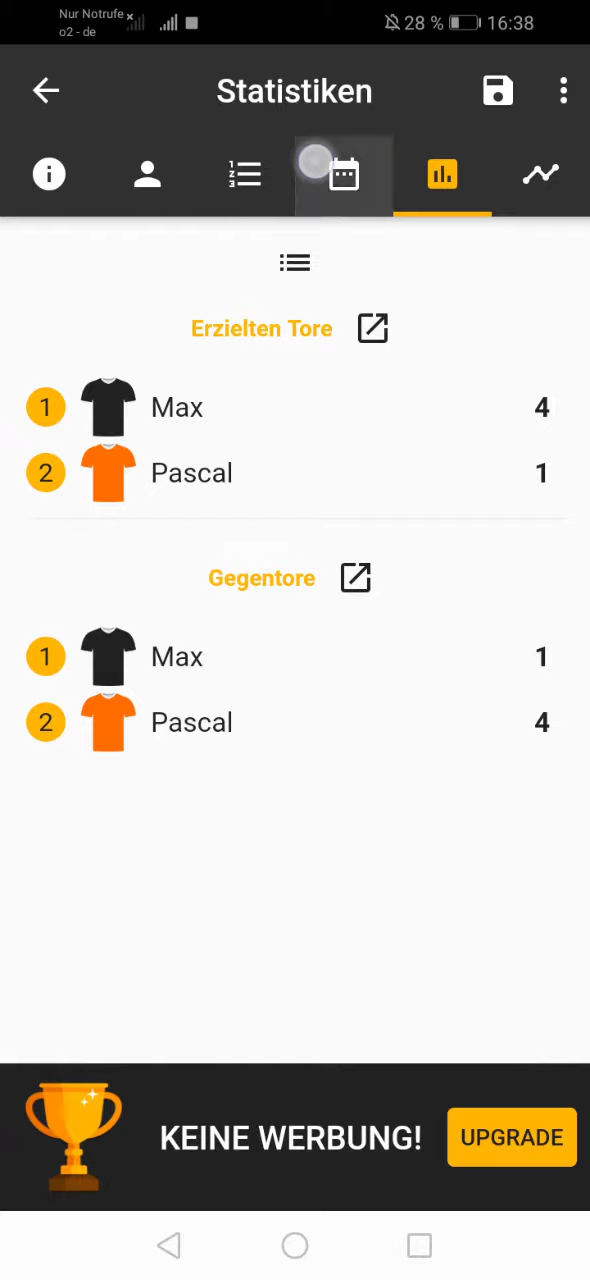 Nur Notrufe
o2 - de
28 % 16:38
Statistiken
Erzielten Tore
1 Max 4
2 Pascal 1
Gegentore
1 Max 1
2 Pascal 4
KEINE WERBUNG! UPGRADE